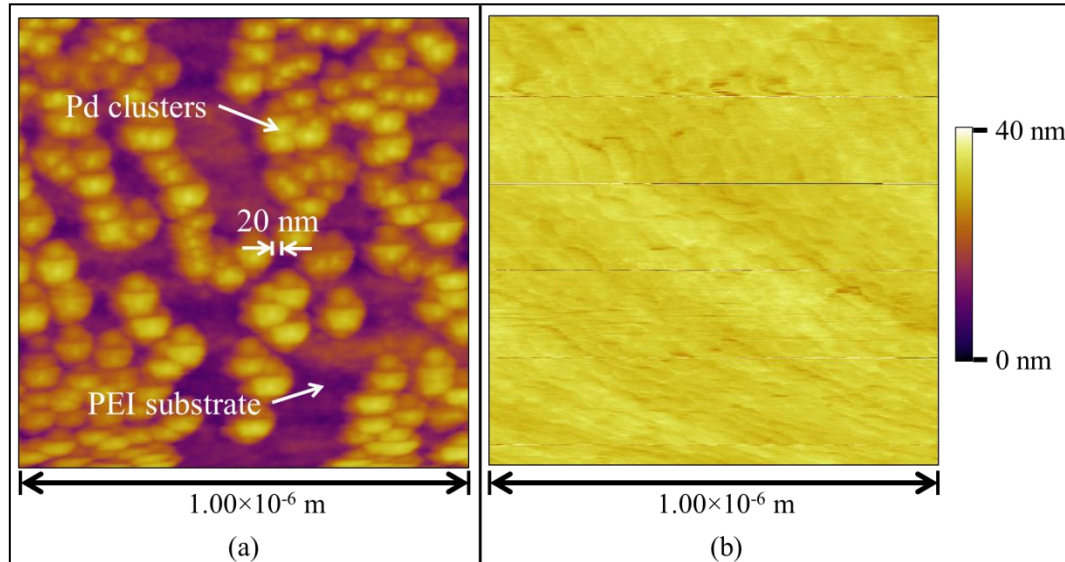 Pd clusters
20 nm
PEI substrate
1.00×10⁻⁶ m
(a)
40 nm
0 nm
1.00×10⁻⁶ m
(b)